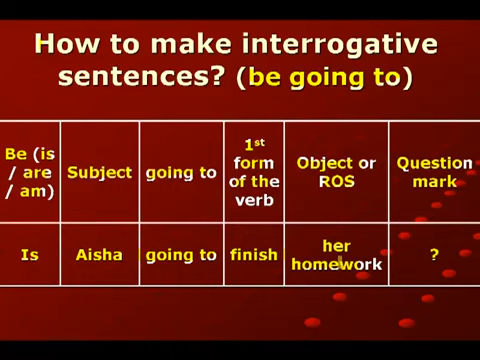 How to make interrogative
sentences? (be going to)
Be (is
/ are
/ am)
Subject
going to
1st
form
of the
verb
Object or
ROS
Question
mark
Is
Aisha
going to
finish
her
homework
?